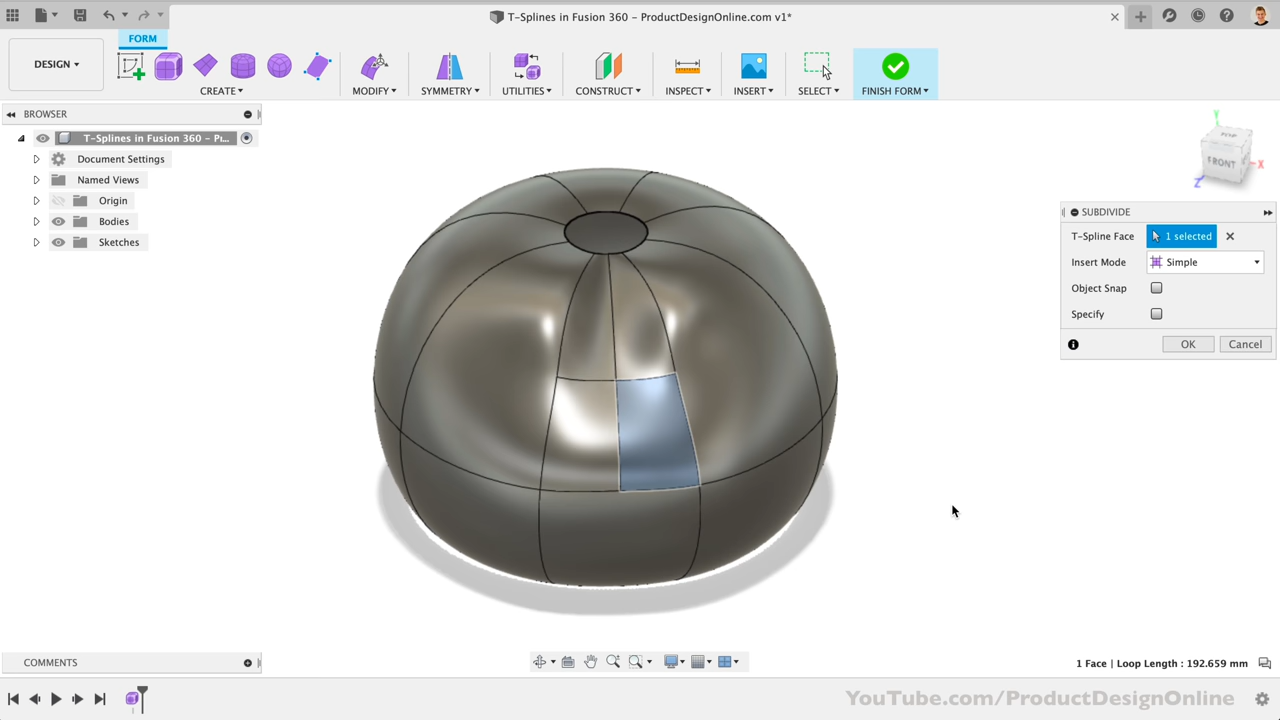 T-Splines in Fusion 360 - ProductDesignOnline.com v1*
FORM
DESIGN
CREATE
MODIFY
SYMMETRY
UTILITIES
CONSTRUCT
INSPECT
INSERT
SELECT
FINISH FORM
BROWSER
T-Splines in Fusion 360 - Pr...
Document Settings
Named Views
Origin
Bodies
Sketches
Y
TOP
FRONT
X
Z
SUBDIVIDE
T-Spline Face
1 selected
Insert Mode
Simple
Object Snap
Specify
OK
Cancel
COMMENTS
1 Face | Loop Length : 192.659 mm
YouTube.com/ProductDesignOnline